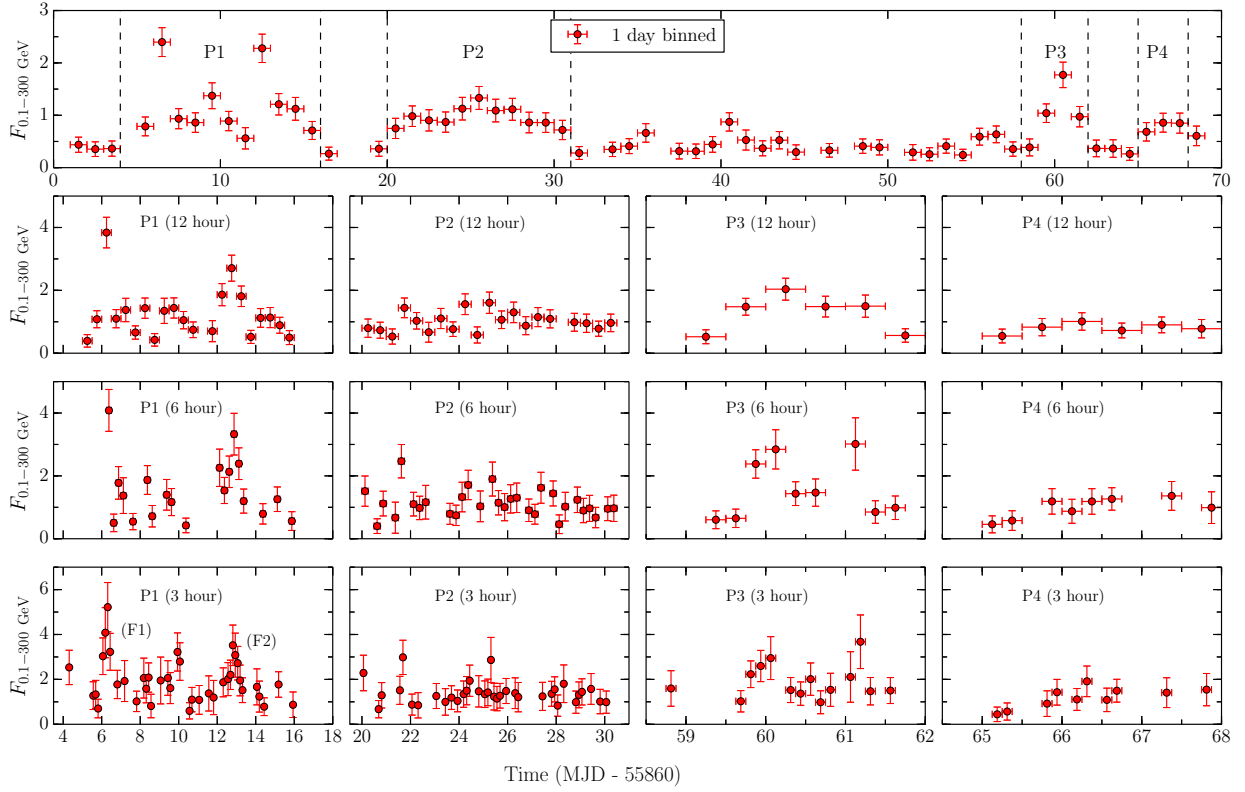 3
2
1
0
F0.1−300 GeV
1 day binned
P1
P2
P3
P4
0 10 20 30 40 50 60 70
4
2
0
F0.1−300 GeV
P1 (12 hour)
P2 (12 hour)
P3 (12 hour)
P4 (12 hour)
4
2
0
F0.1−300 GeV
P1 (6 hour)
P2 (6 hour)
P3 (6 hour)
P4 (6 hour)
6
4
2
0
F0.1−300 GeV
P1 (3 hour)
(F1)
(F2)
P2 (3 hour)
P3 (3 hour)
P4 (3 hour)
4 6 8 10 12 14 16 18
20 22 24 26 28 30
59 60 61 62
65 66 67 68
Time (MJD - 55860)